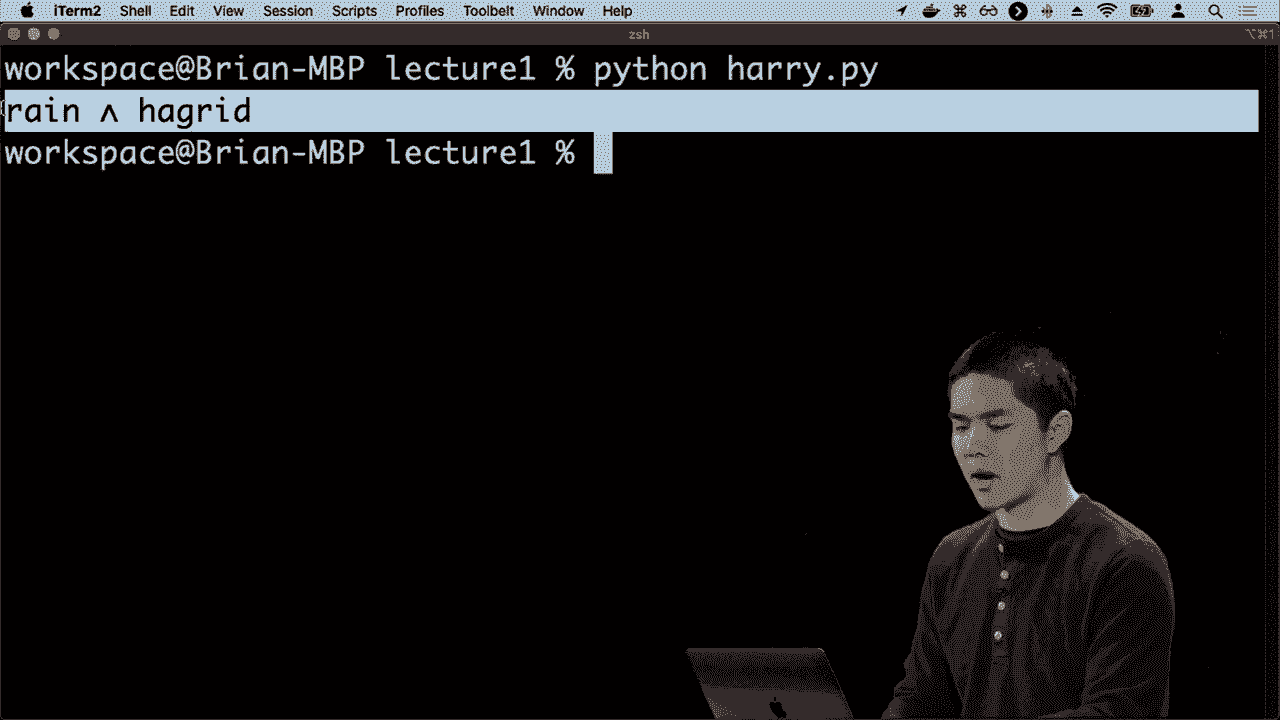 iTerm2 Shell Edit View Session Scripts Profiles Toolbelt Window Help
zsh ⌥⌘1
workspace@Brian-MBP lecture1 % python harry.py
rain ∧ hagrid
workspace@Brian-MBP lecture1 %